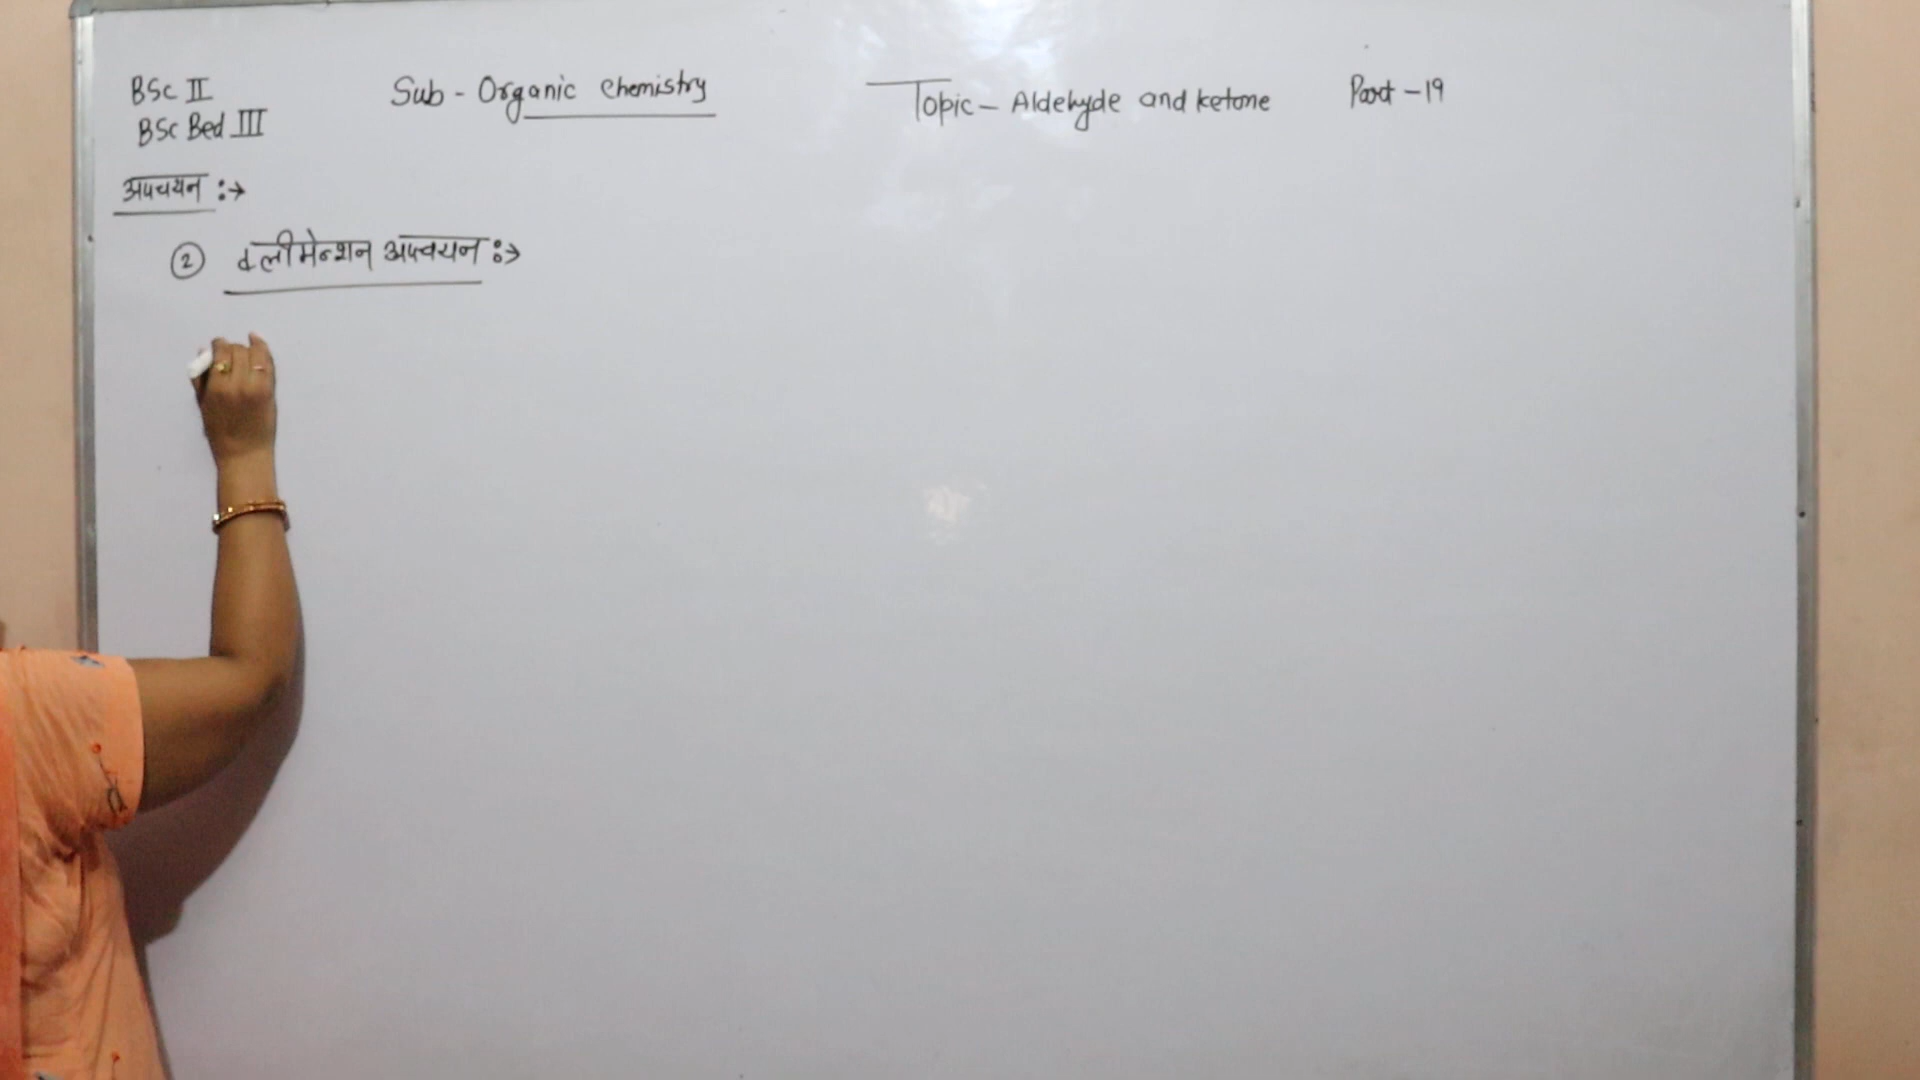 BSc II Sub - Organic chemistry Topic - Aldehyde and ketone Part - 19
BSc Bed III
अपचयन :→
② क्लीमेन्शन अपचयन :→